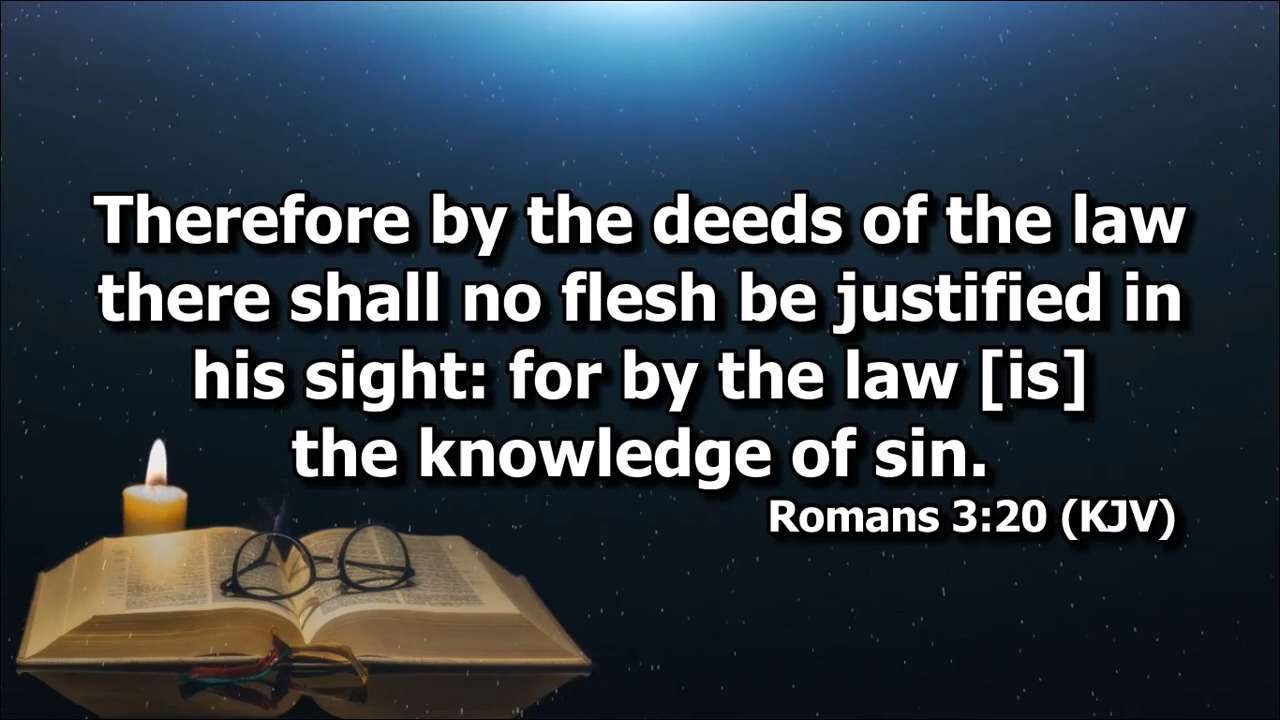 Therefore by the deeds of the law
there shall no flesh be justified in
his sight: for by the law [is]
the knowledge of sin.
Romans 3:20 (KJV)